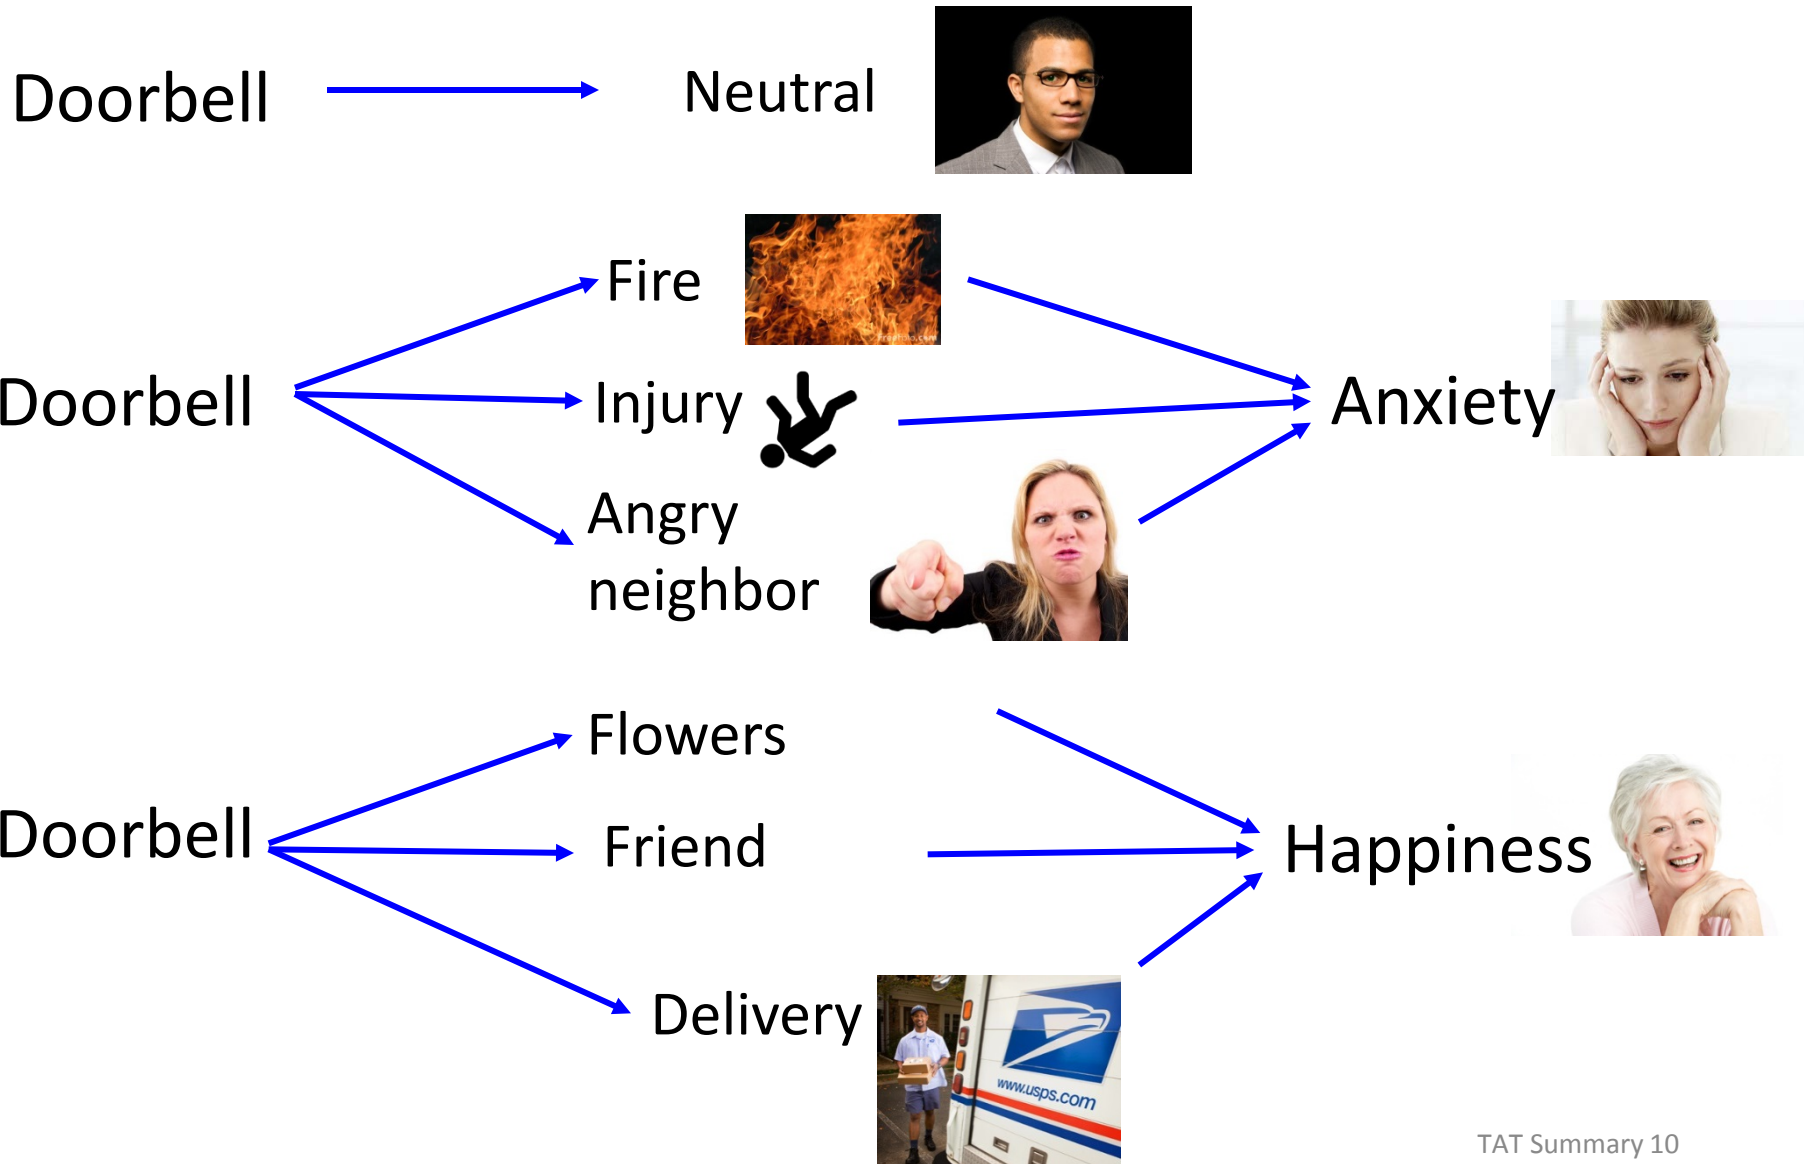 Doorbell
Neutral
Fire
Doorbell
Injury
Anxiety
Angry
neighbor
Flowers
Doorbell
Friend
Happiness
Delivery
www.usps.com
TAT Summary 10